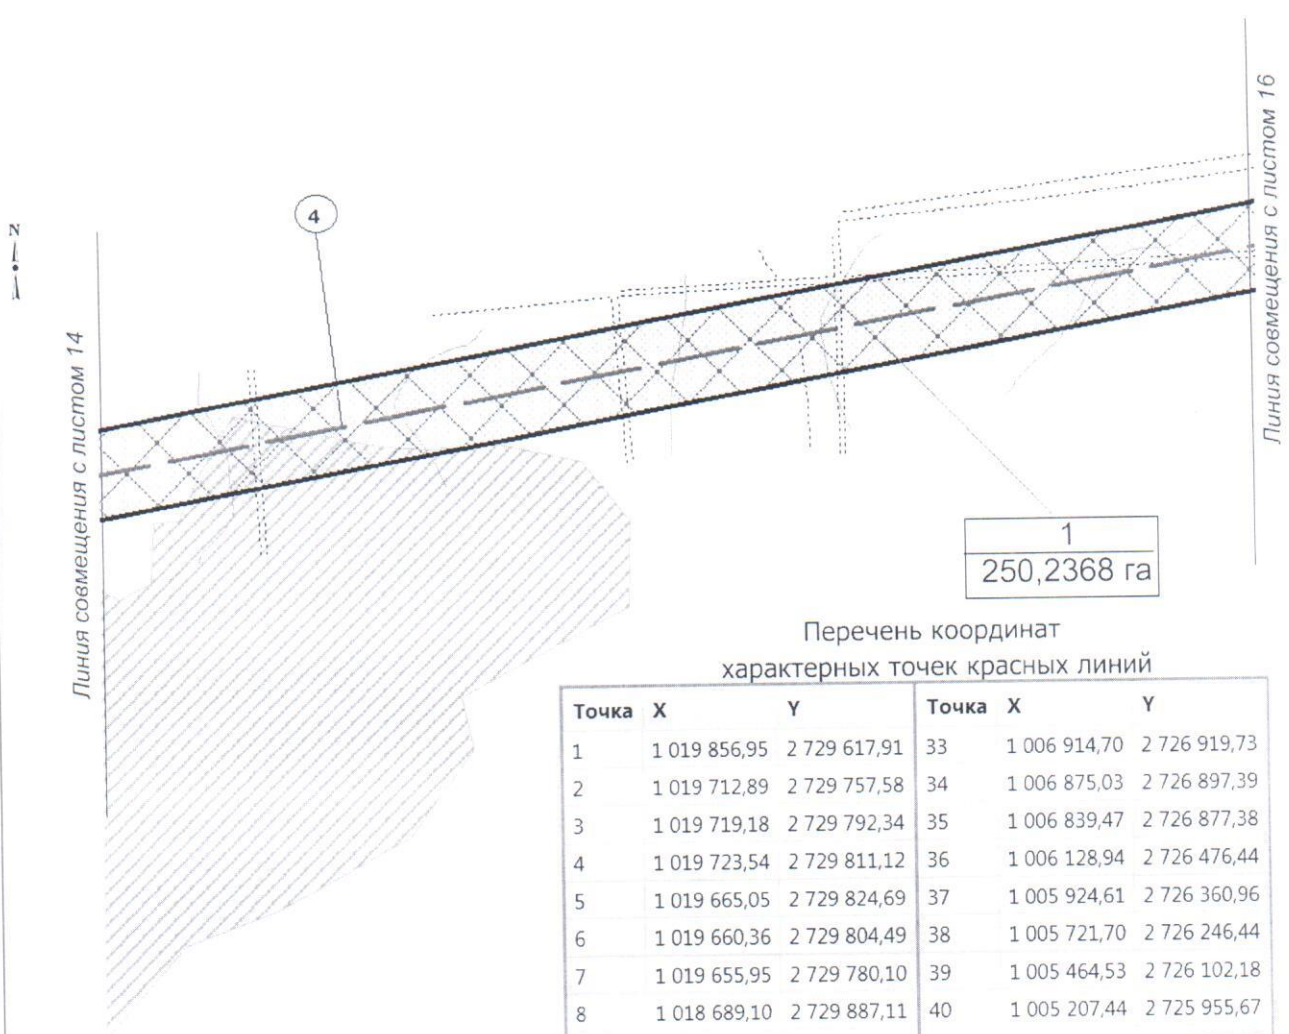 N
4
Линия совмещения с листом 14
Линия совмещения с листом 16
1
250,2368 га
Перечень координат
характерных точек красных линий
Точка X Y Точка X Y
1 1 019 856,95 2 729 617,91 33 1 006 914,70 2 726 919,73
2 1 019 712,89 2 729 757,58 34 1 006 875,03 2 726 897,39
3 1 019 719,18 2 729 792,34 35 1 006 839,47 2 726 877,38
4 1 019 723,54 2 729 811,12 36 1 006 128,94 2 726 476,44
5 1 019 665,05 2 729 824,69 37 1 005 924,61 2 726 360,96
6 1 019 660,36 2 729 804,49 38 1 005 721,70 2 726 246,44
7 1 019 655,95 2 729 780,10 39 1 005 464,53 2 726 102,18
8 1 018 689,10 2 729 887,11 40 1 005 207,44 2 725 955,67